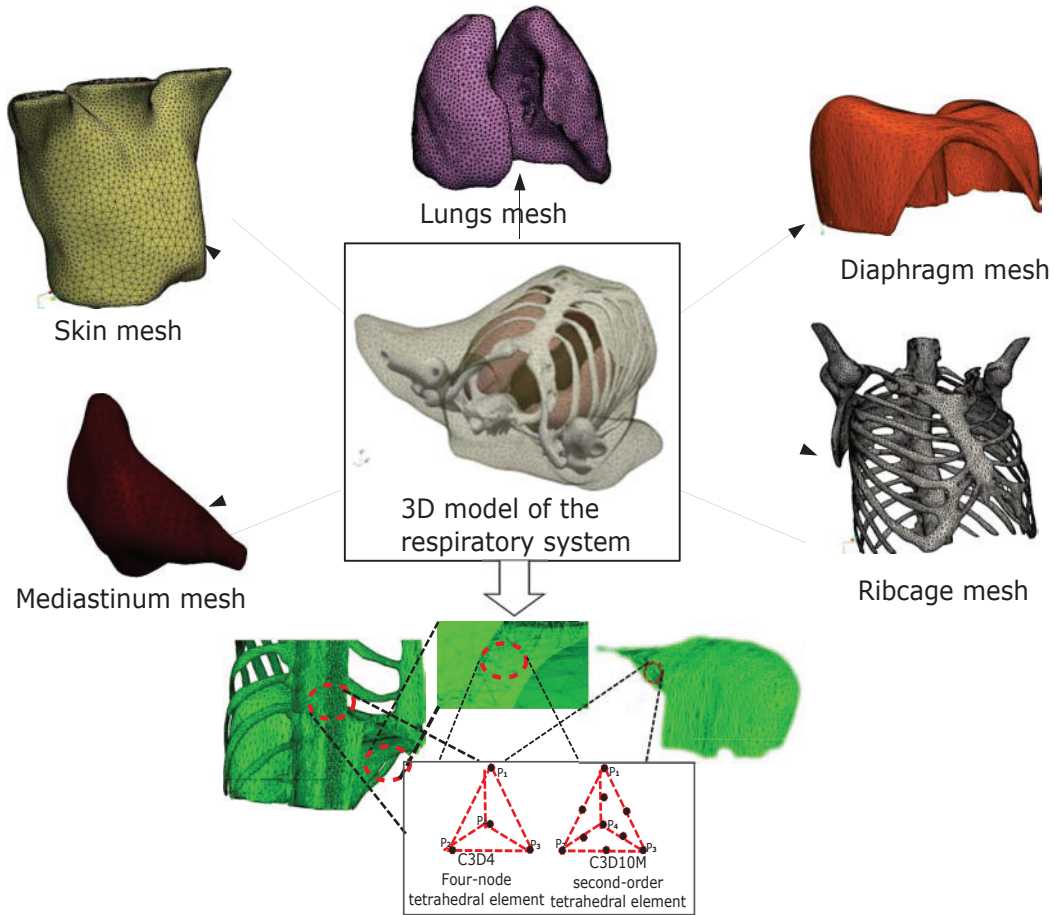 Lungs mesh
Skin mesh
Diaphragm mesh
3D model of the
respiratory system
Mediastinum mesh
Ribcage mesh
P1
P
P2
P3
C3D4
Four-node
tetrahedral element
P1
P4
P3
C3D10M
second-order
tetrahedral element